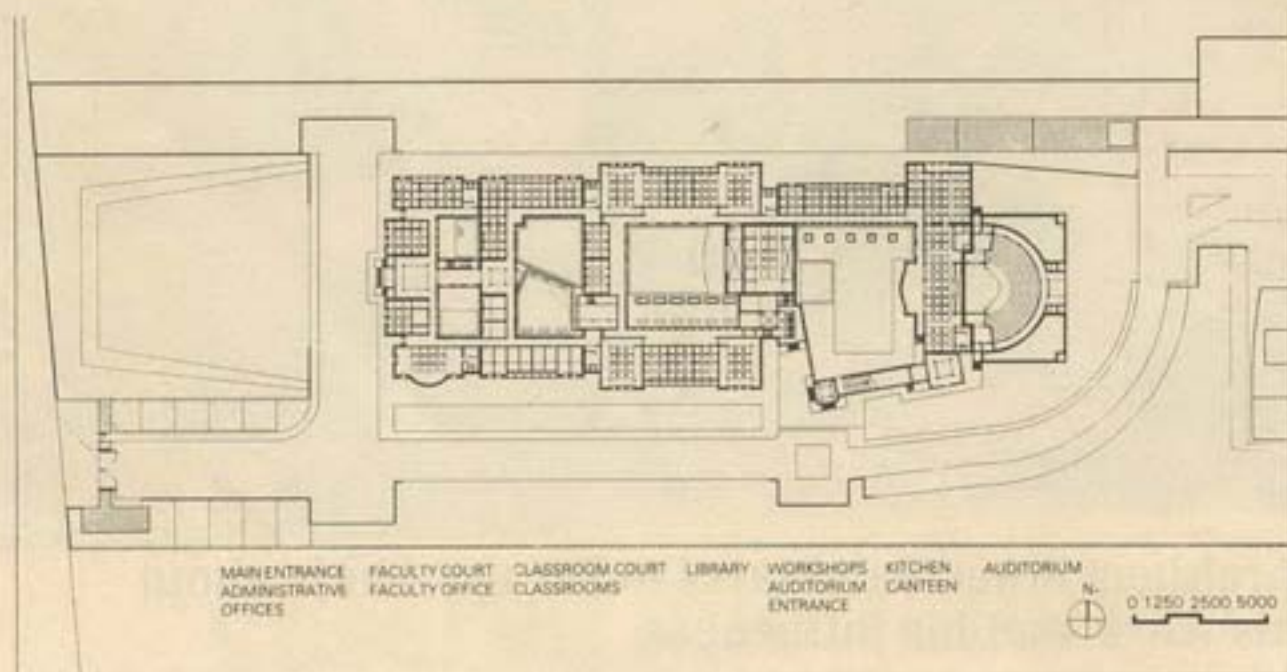 MAIN ENTRANCE
ADMINISTRATIVE
OFFICES
FACULTY COURT
FACULTY OFFICE
CLASSROOM COURT
CLASSROOMS
LIBRARY
WORKSHOPS
AUDITORIUM
ENTRANCE
KITCHEN
CANTEEN
AUDITORIUM
N-
0 1250 2500 5000